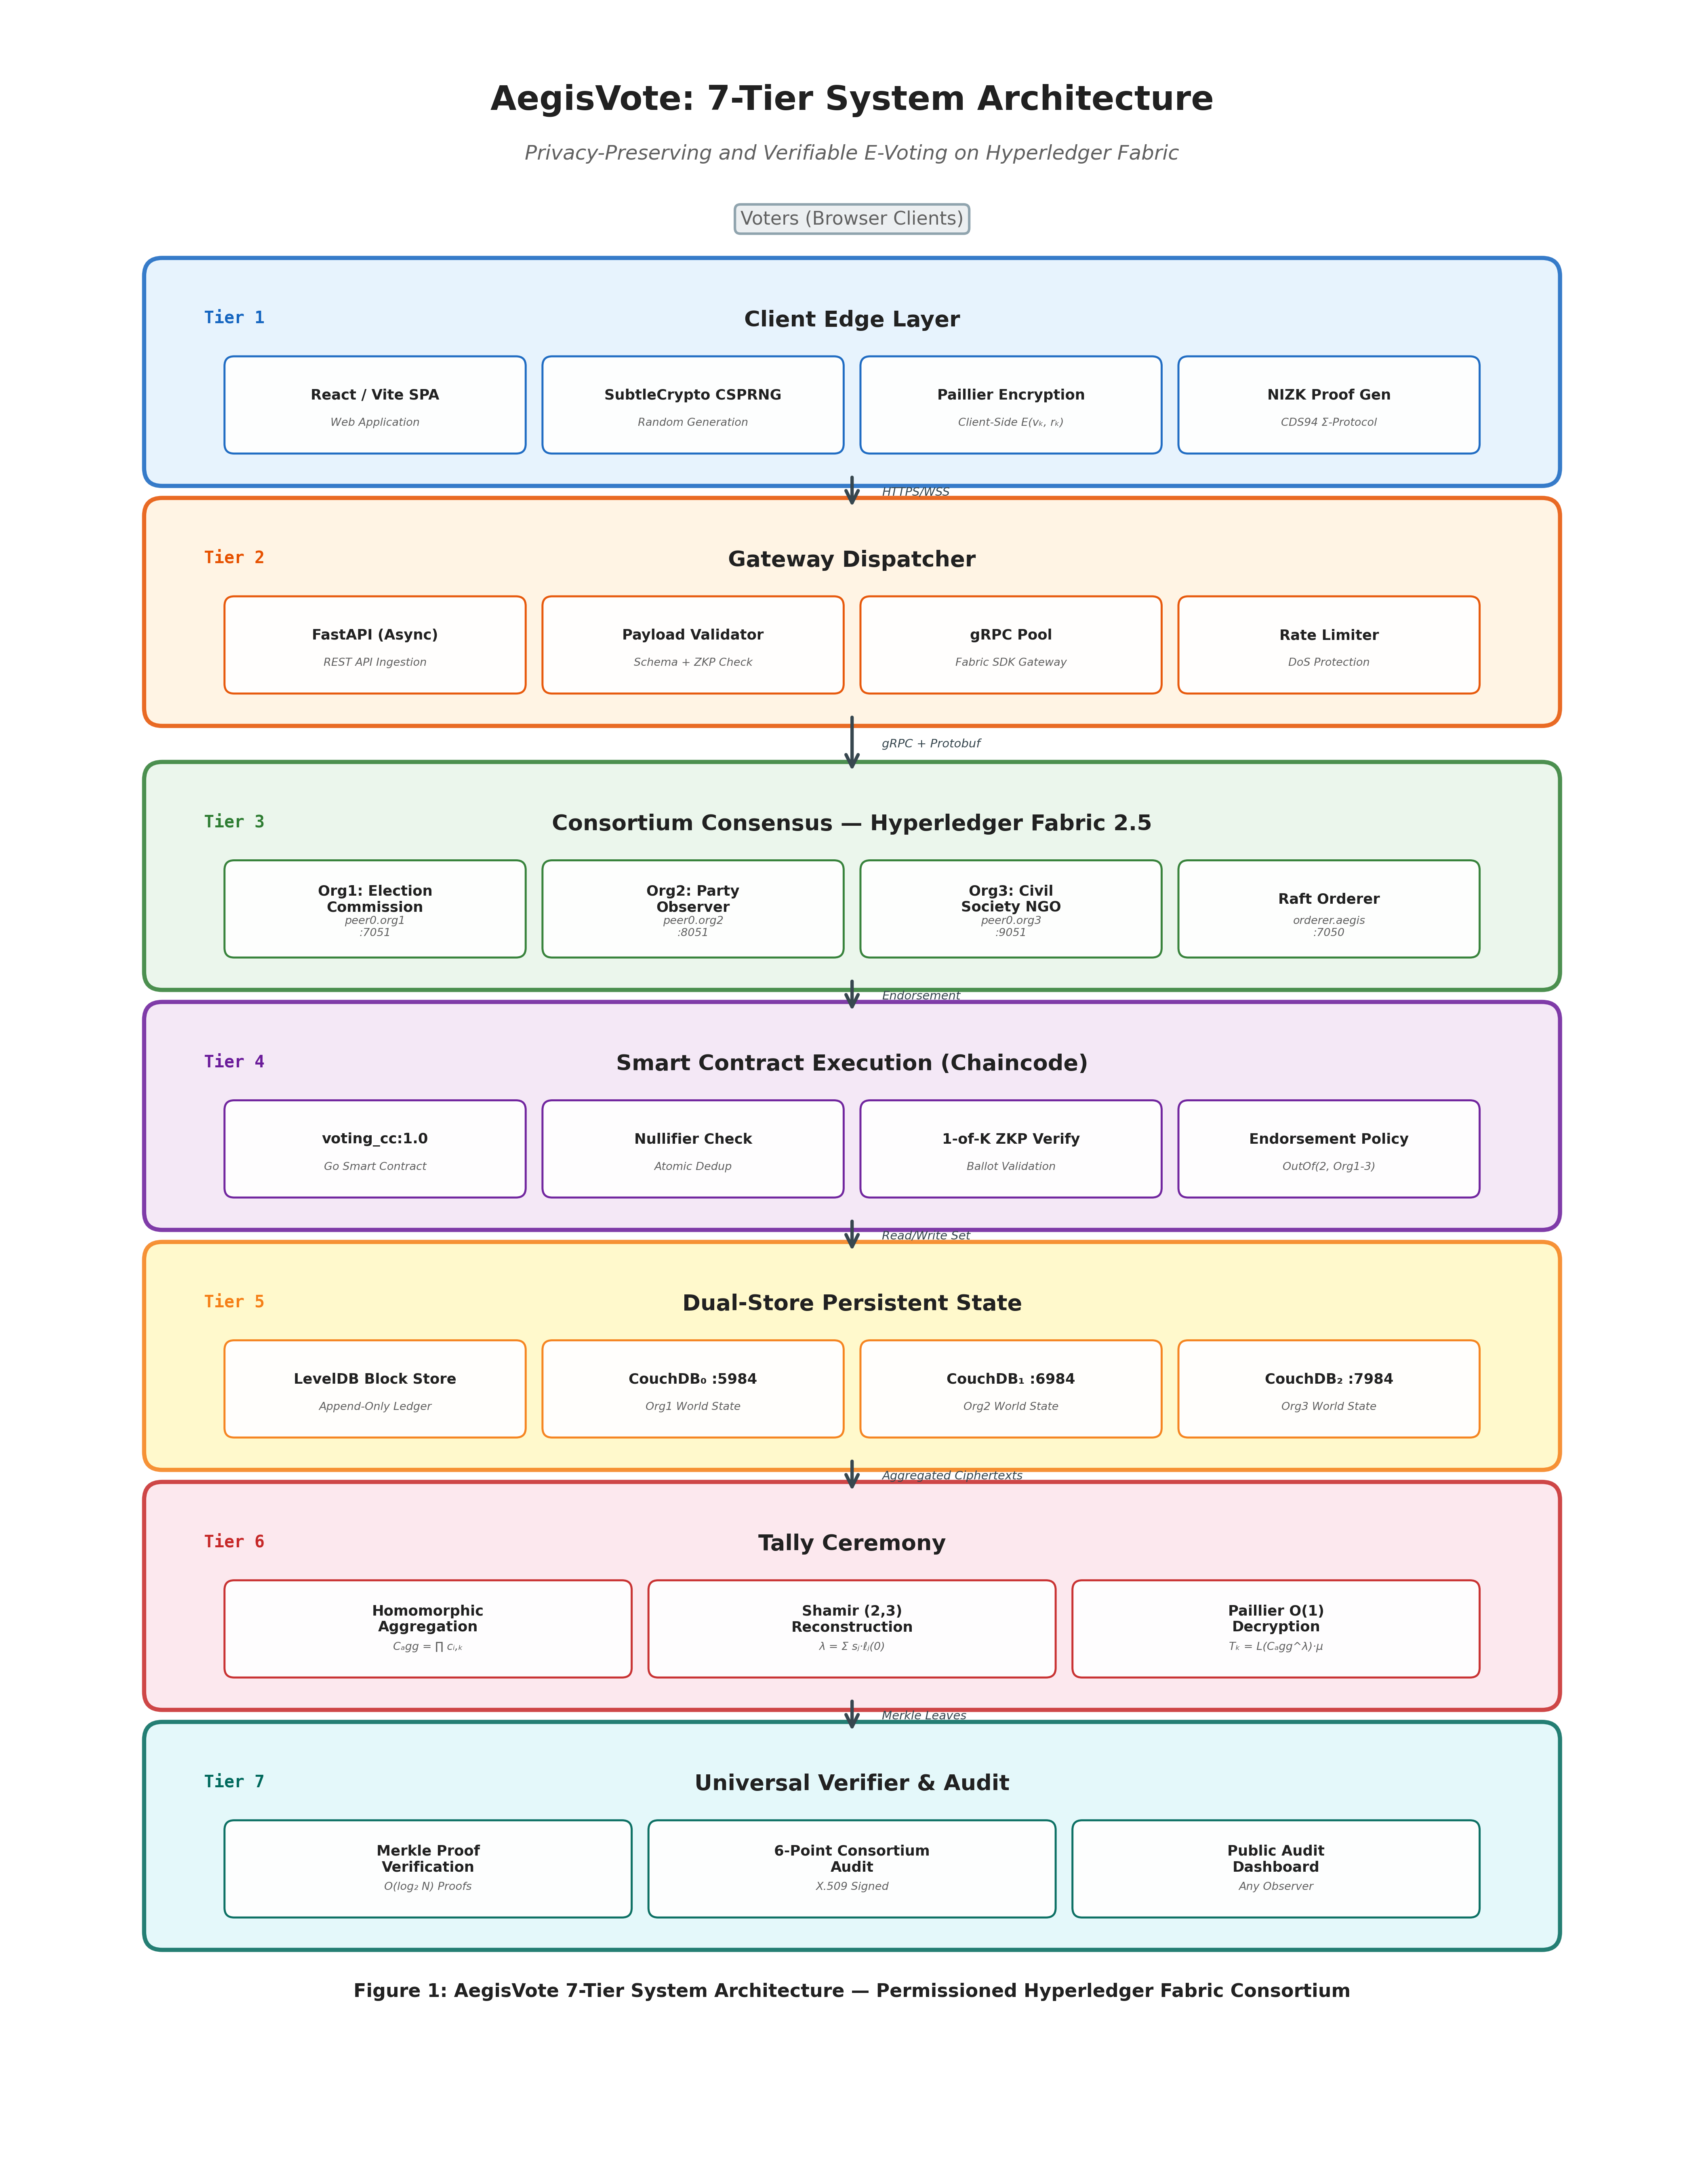 AegisVote: 7-Tier System Architecture
Privacy-Preserving and Verifiable E-Voting on Hyperledger Fabric
Voters (Browser Clients)
Tier 1
Client Edge Layer
React / Vite SPA
Web Application
SubtleCrypto CSPRNG
Random Generation
Paillier Encryption
Client-Side E(vₖ, rₖ)
NIZK Proof Gen
CDS94 Σ-Protocol
HTTPS/WSS
Tier 2
Gateway Dispatcher
FastAPI (Async)
REST API Ingestion
Payload Validator
Schema + ZKP Check
gRPC Pool
Fabric SDK Gateway
Rate Limiter
DoS Protection
gRPC + Protobuf
Tier 3
Consortium Consensus — Hyperledger Fabric 2.5
Org1: Election
Commission
peer0.org1
:7051
Org2: Party
Observer
peer0.org2
:8051
Org3: Civil
Society NGO
peer0.org3
:9051
Raft Orderer
orderer.aegis
:7050
Endorsement
Tier 4
Smart Contract Execution (Chaincode)
voting_cc:1.0
Go Smart Contract
Nullifier Check
Atomic Dedup
1-of-K ZKP Verify
Ballot Validation
Endorsement Policy
OutOf(2, Org1-3)
Read/Write Set
Tier 5
Dual-Store Persistent State
LevelDB Block Store
Append-Only Ledger
CouchDB₀ :5984
Org1 World State
CouchDB₁ :6984
Org2 World State
CouchDB₂ :7984
Org3 World State
Aggregated Ciphertexts
Tier 6
Tally Ceremony
Homomorphic
Aggregation
Cₐgg = ∏ cᵢ,ₖ
Shamir (2,3)
Reconstruction
λ = Σ sⱼ·ℓⱼ(0)
Paillier O(1)
Decryption
Tₖ = L(Cₐgg^λ)·μ
Merkle Leaves
Tier 7
Universal Verifier & Audit
Merkle Proof
Verification
O(log₂ N) Proofs
6-Point Consortium
Audit
X.509 Signed
Public Audit
Dashboard
Any Observer
Figure 1: AegisVote 7-Tier System Architecture — Permissioned Hyperledger Fabric Consortium